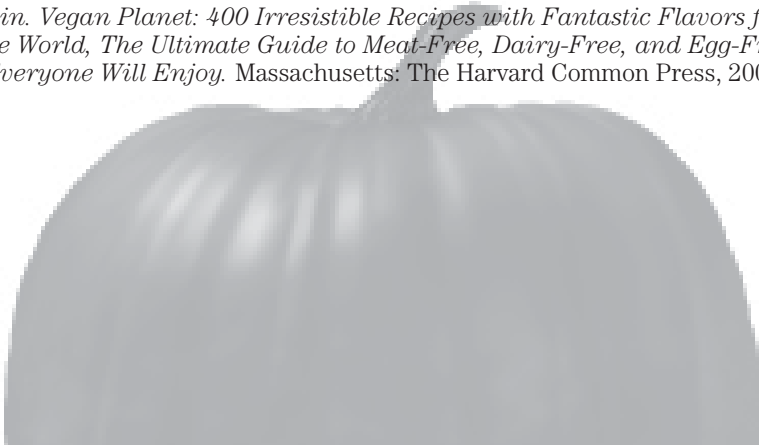 in. Vegan Planet: 400 Irresistible Recipes with Fantastic Flavors f
e World, The Ultimate Guide to Meat-Free, Dairy-Free, and Egg-Fr
veryone Will Enjoy. Massachusetts: The Harvard Common Press, 200